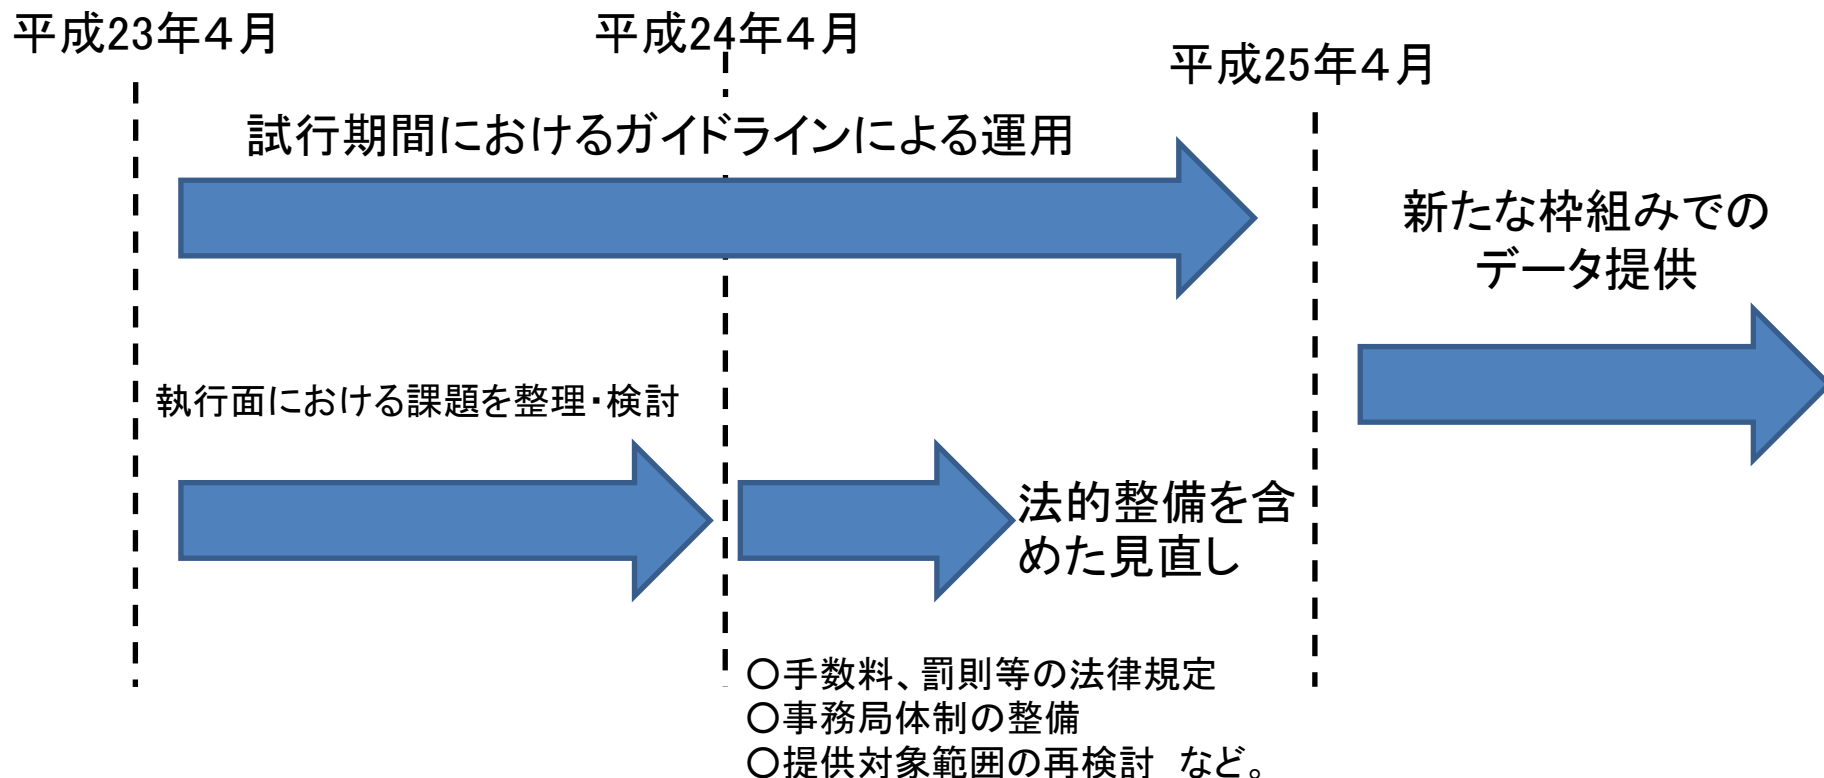 平成23年４月
平成24年４月
平成25年４月
試行期間におけるガイドラインによる運用
新たな枠組みでの
データ提供
執行面における課題を整理・検討
法的整備を含
めた見直し
○手数料、罰則等の法律規定
○事務局体制の整備
○提供対象範囲の再検討　など。